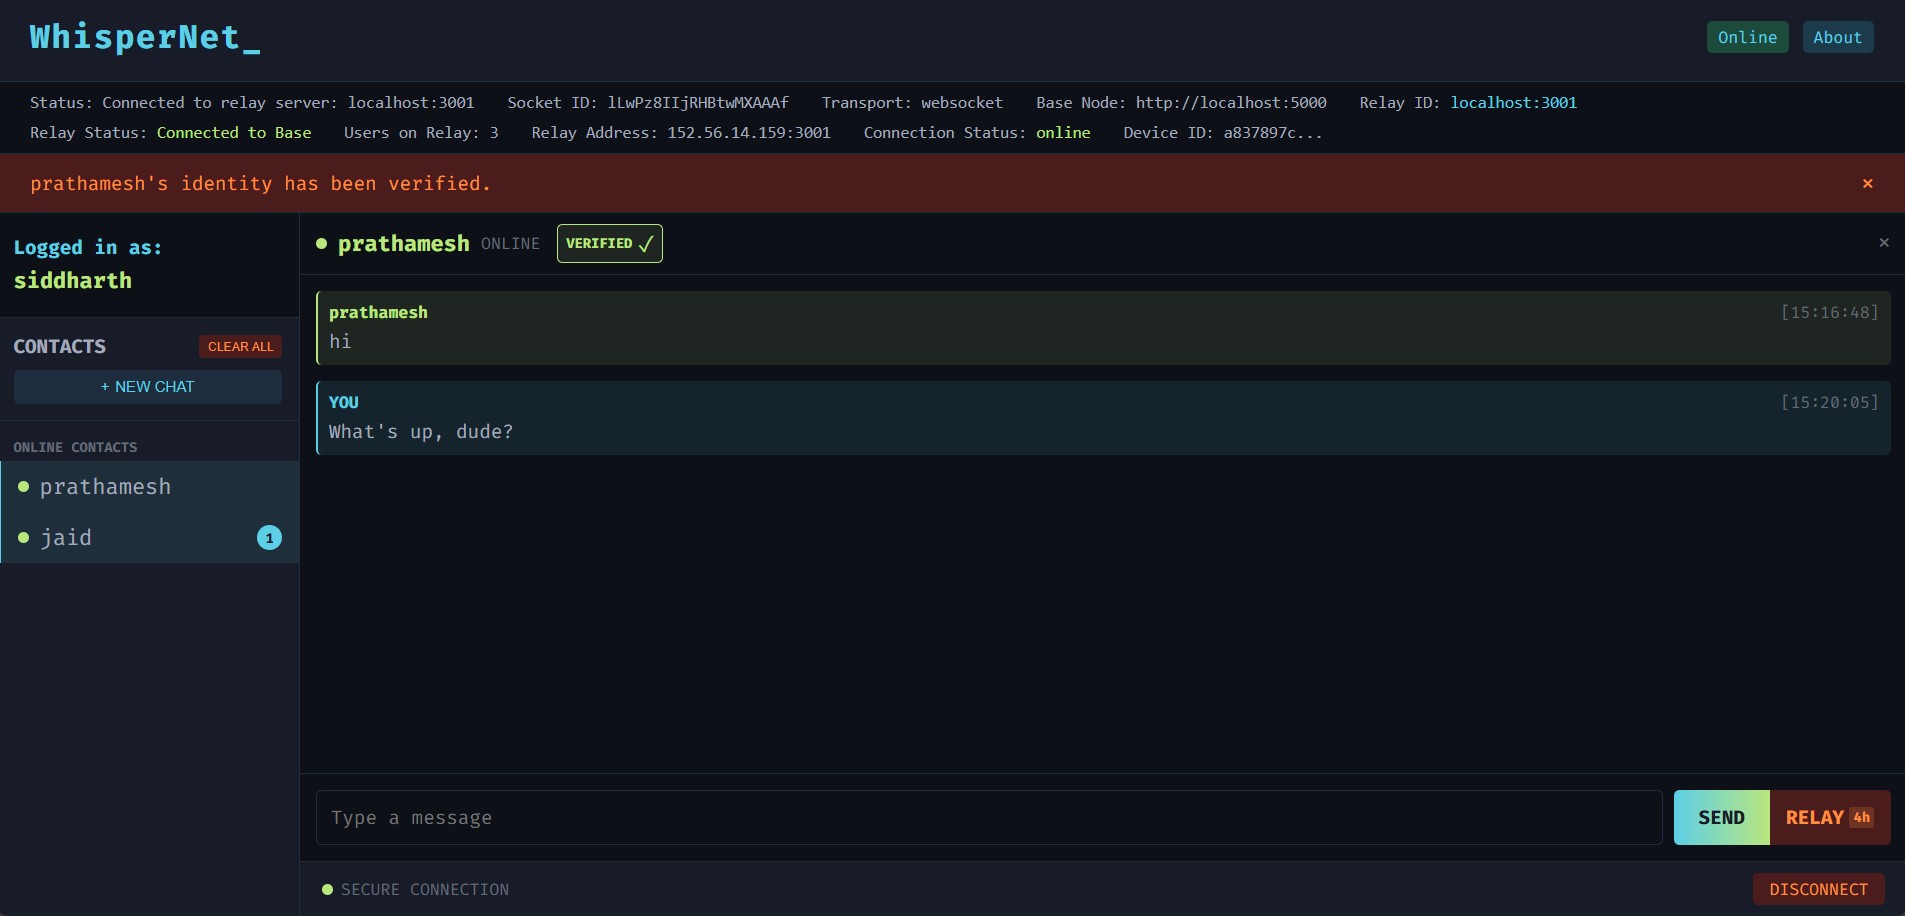 WhisperNet_
Online About
Status: Connected to relay server: localhost:3001 Socket ID: lLwPz8IIjRHBtwMXAAAf Transport: websocket Base Node: http://localhost:5000 Relay ID: localhost:3001
Relay Status: Connected to Base Users on Relay: 3 Relay Address: 152.56.14.159:3001 Connection Status: online Device ID: a837897c...
prathamesh's identity has been verified. ×
Logged in as:
siddharth
CONTACTS CLEAR ALL
+ NEW CHAT
ONLINE CONTACTS
prathamesh
jaid 1
prathamesh ONLINE VERIFIED ✓ ×
prathamesh [15:16:48]
hi
YOU [15:20:05]
What's up, dude?
Type a message
SEND RELAY 4h
SECURE CONNECTION DISCONNECT